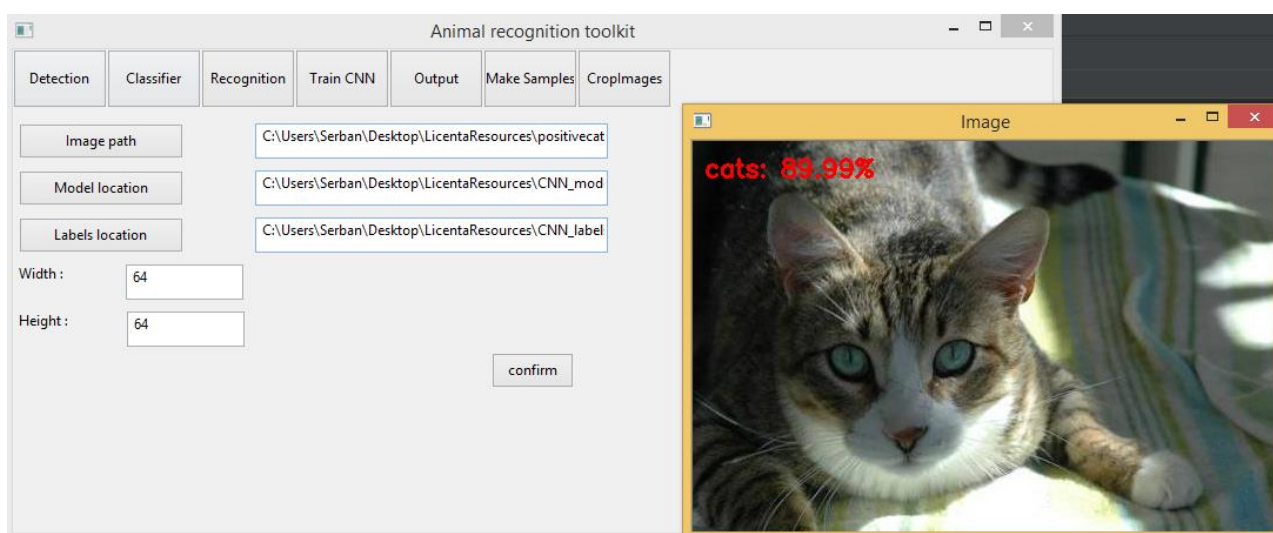 Animal recognition toolkit
Detection Classifier Recognition Train CNN Output Make Samples CropImages
Image path C:\Users\Serban\Desktop\LicentaResources\positivecat
Model location C:\Users\Serban\Desktop\LicentaResources\CNN_mod
Labels location C:\Users\Serban\Desktop\LicentaResources\CNN_label
Width : 64
Height : 64
confirm
Image
cats: 89.99%